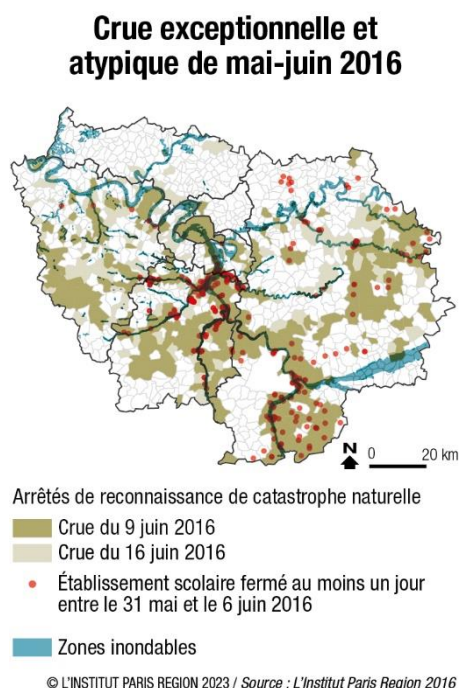 Crue exceptionnelle et
atypique de mai-juin 2016
N
0 20 km
Arrêtés de reconnaissance de catastrophe naturelle
Crue du 9 juin 2016
Crue du 16 juin 2016
Établissement scolaire fermé au moins un jour
entre le 31 mai et le 6 juin 2016
Zones inondables
© L'INSTITUT PARIS REGION 2023 / Source : L'Institut Paris Region 2016